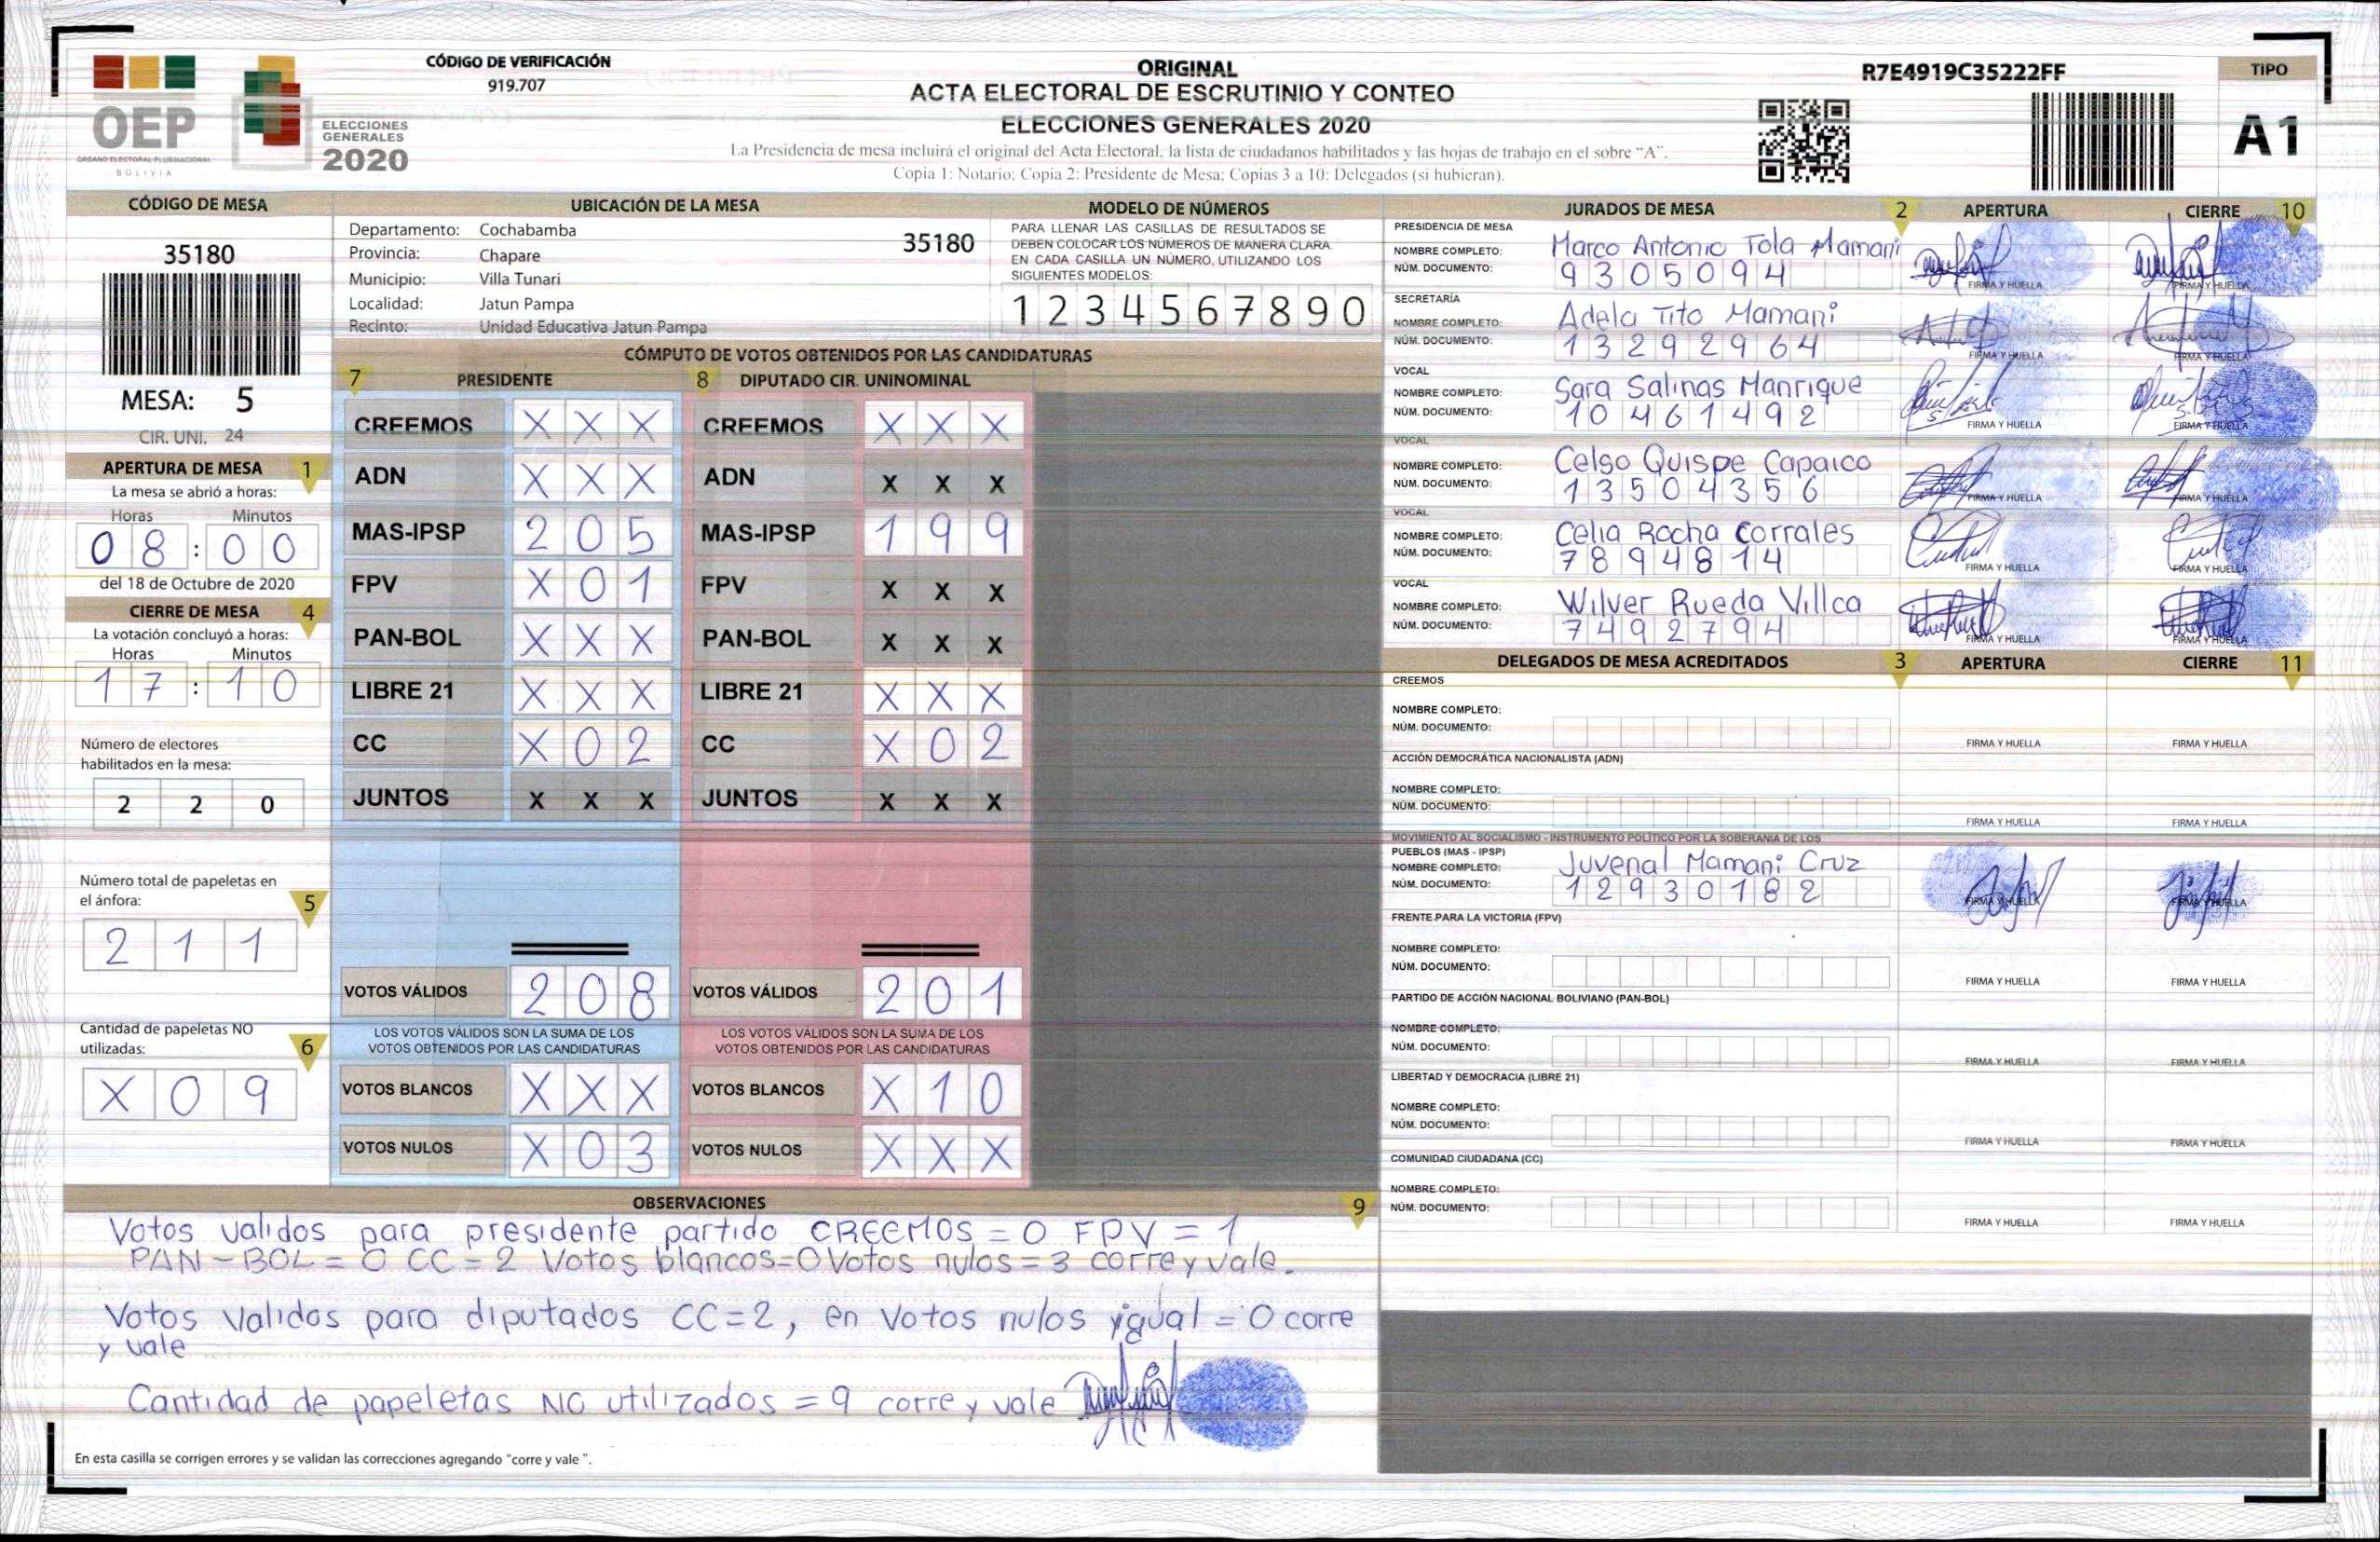 CÓDIGO DE VERIFICACIÓN
919.707
OEP
ÓRGANO ELECTORAL PLURINACIONAL
BOLIVIA
ELECCIONES
GENERALES
2020
ORIGINAL
ACTA ELECTORAL DE ESCRUTINIO Y CONTEO
ELECCIONES GENERALES 2020
La Presidencia de mesa incluirá el original del Acta Electoral, la lista de ciudadanos habilitados y las hojas de trabajo en el sobre "A".
Copia 1: Notario; Copia 2: Presidente de Mesa; Copias 3 a 10: Delegados (si hubieran).
R7E4919C35222FF
TIPO
A1
CÓDIGO DE MESA
35180
MESA: 5
CIR. UNI. 24
APERTURA DE MESA 1
La mesa se abrió a horas:
Horas Minutos
08:00
del 18 de Octubre de 2020
CIERRE DE MESA 4
La votación concluyó a horas:
Horas Minutos
17:10
Número de electores
habilitados en la mesa:
2 2 0
Número total de papeletas en
el ánfora: 5
2 1 1
Cantidad de papeletas NO
utilizadas: 6
X 0 9
UBICACIÓN DE LA MESA
Departamento: Cochabamba
35180
Provincia: Chapare
Municipio: Villa Tunari
Localidad: Jatun Pampa
Recinto: Unidad Educativa Jatun Pampa
MODELO DE NÚMEROS
PARA LLENAR LAS CASILLAS DE RESULTADOS SE
DEBEN COLOCAR LOS NÚMEROS DE MANERA CLARA.
EN CADA CASILLA UN NÚMERO, UTILIZANDO LOS
SIGUIENTES MODELOS:
1 2 3 4 5 6 7 8 9 0
CÓMPUTO DE VOTOS OBTENIDOS POR LAS CANDIDATURAS
7 PRESIDENTE 8 DIPUTADO CIR. UNINOMINAL
CREEMOS X X X CREEMOS X X X
ADN X X X ADN X X X
MAS-IPSP 2 0 5 MAS-IPSP 1 9 9
FPV X 0 1 FPV X X X
PAN-BOL X X X PAN-BOL X X X
LIBRE 21 X X X LIBRE 21 X X X
CC X 0 2 CC X 0 2
JUNTOS X X X JUNTOS X X X
VOTOS VÁLIDOS 2 0 8 VOTOS VÁLIDOS 2 0 1
LOS VOTOS VÁLIDOS SON LA SUMA DE LOS LOS VOTOS VÁLIDOS SON LA SUMA DE LOS
VOTOS OBTENIDOS POR LAS CANDIDATURAS VOTOS OBTENIDOS POR LAS CANDIDATURAS
VOTOS BLANCOS X X X VOTOS BLANCOS X 1 0
VOTOS NULOS X 0 3 VOTOS NULOS X X X
OBSERVACIONES 9
Votos validos para presidente partido CREEMOS = 0 FPV = 1
PAN-BOL = 0 CC = 2 Votos blancos=0 Votos nulos = 3 corre y vale.
Votos validos para diputados CC=2, en Votos nulos yigual = 0 corre
y vale
Cantidad de papeletas NO utilizados = 9 corre y vale
En esta casilla se corrigen errores y se validan las correcciones agregando "corre y vale ".
JURADOS DE MESA 2 APERTURA CIERRE 10
PRESIDENCIA DE MESA
NOMBRE COMPLETO: Marco Antonio Tola Mamani
NÚM. DOCUMENTO: 9305094
FIRMA Y HUELLA FIRMA Y HUELLA
SECRETARÍA
NOMBRE COMPLETO: Adela Tito Mamani
NÚM. DOCUMENTO: 13292964
FIRMA Y HUELLA FIRMA Y HUELLA
VOCAL
NOMBRE COMPLETO: Sara Salinas Manrique
NÚM. DOCUMENTO: 10461492
FIRMA Y HUELLA FIRMA Y HUELLA
VOCAL
NOMBRE COMPLETO: Celso Quispe Capaico
NÚM. DOCUMENTO: 13504356
FIRMA Y HUELLA FIRMA Y HUELLA
VOCAL
NOMBRE COMPLETO: Celia Rocha Corrales
NÚM. DOCUMENTO: 7894814
FIRMA Y HUELLA FIRMA Y HUELLA
VOCAL
NOMBRE COMPLETO: Wilver Rueda Villca
NÚM. DOCUMENTO: 7492794
FIRMA Y HUELLA FIRMA Y HUELLA
DELEGADOS DE MESA ACREDITADOS 3 APERTURA CIERRE 11
CREEMOS
NOMBRE COMPLETO:
NÚM. DOCUMENTO:
FIRMA Y HUELLA FIRMA Y HUELLA
ACCIÓN DEMOCRÁTICA NACIONALISTA (ADN)
NOMBRE COMPLETO:
NÚM. DOCUMENTO:
FIRMA Y HUELLA FIRMA Y HUELLA
MOVIMIENTO AL SOCIALISMO - INSTRUMENTO POLÍTICO POR LA SOBERANIA DE LOS
PUEBLOS (MAS - IPSP)
NOMBRE COMPLETO: Juvenal Mamani Cruz
NÚM. DOCUMENTO: 12930182
FIRMA Y HUELLA FIRMA Y HUELLA
FRENTE PARA LA VICTORIA (FPV)
NOMBRE COMPLETO:
NÚM. DOCUMENTO:
FIRMA Y HUELLA FIRMA Y HUELLA
PARTIDO DE ACCIÓN NACIONAL BOLIVIANO (PAN-BOL)
NOMBRE COMPLETO:
NÚM. DOCUMENTO:
FIRMA Y HUELLA FIRMA Y HUELLA
LIBERTAD Y DEMOCRACIA (LIBRE 21)
NOMBRE COMPLETO:
NÚM. DOCUMENTO:
FIRMA Y HUELLA FIRMA Y HUELLA
COMUNIDAD CIUDADANA (CC)
NOMBRE COMPLETO:
NÚM. DOCUMENTO:
FIRMA Y HUELLA FIRMA Y HUELLA